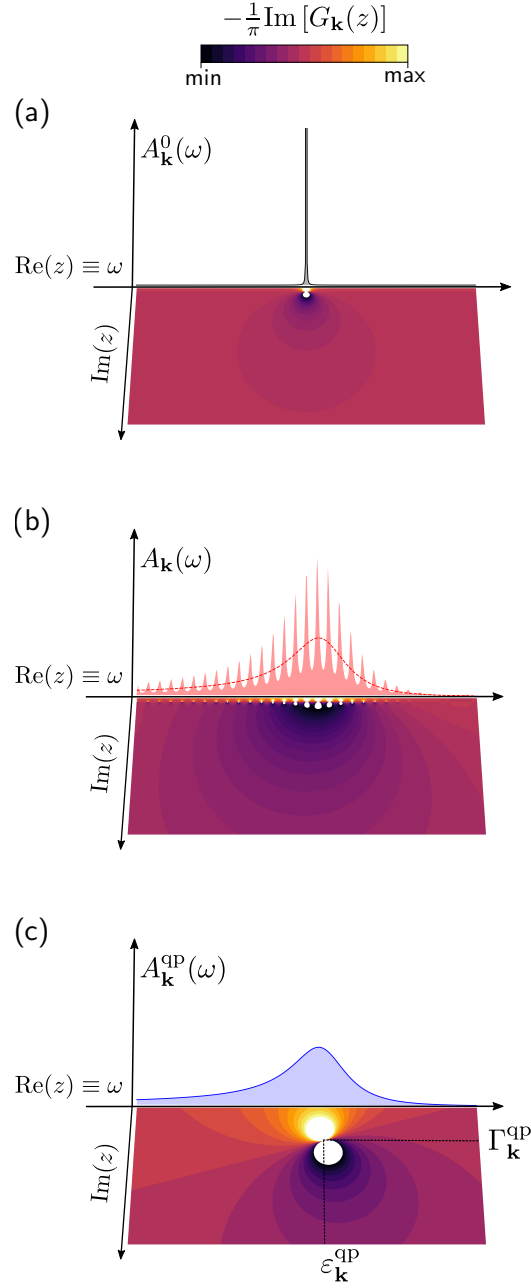 −1/π Im [G_k(z)]
min max
(a)
A^0_k(ω)
Re(z) ≡ ω
Im(z)
(b)
A_k(ω)
Re(z) ≡ ω
Im(z)
(c)
A^qp_k(ω)
Re(z) ≡ ω
Im(z)
Γ^qp_k
ε^qp_k